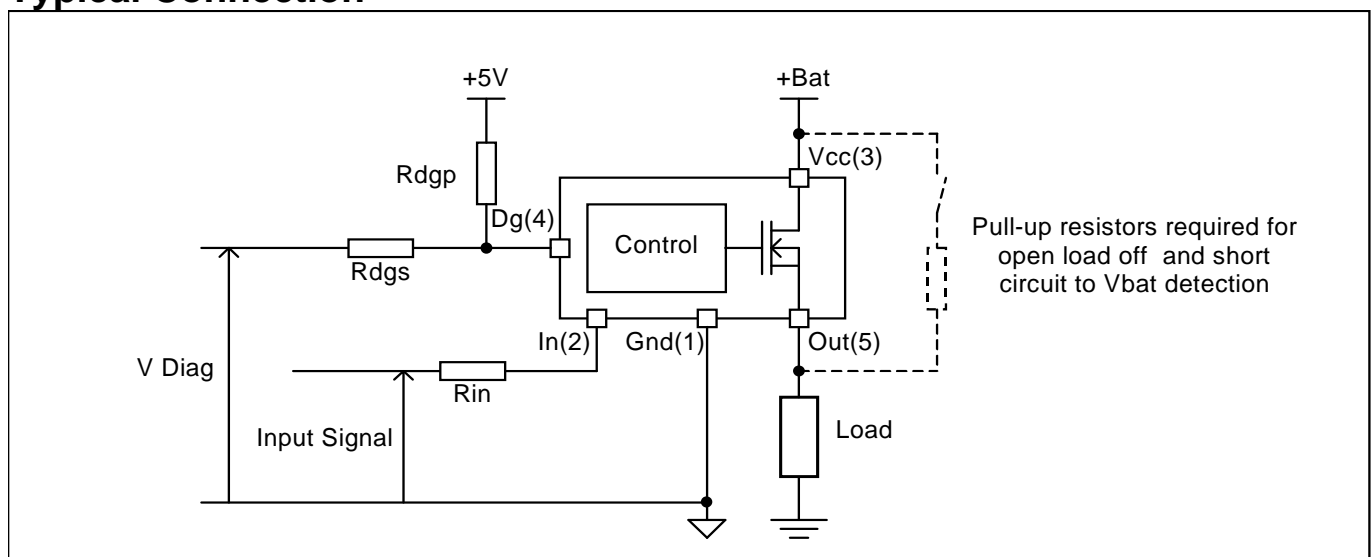 Typical Connection
+5V
+Bat
Rdgp
Vcc(3)
Dg(4)
Control
Rdgs
Pull-up resistors required for
open load off and short
circuit to Vbat detection
In(2)
Gnd(1)
Out(5)
V Diag
Rin
Input Signal
Load